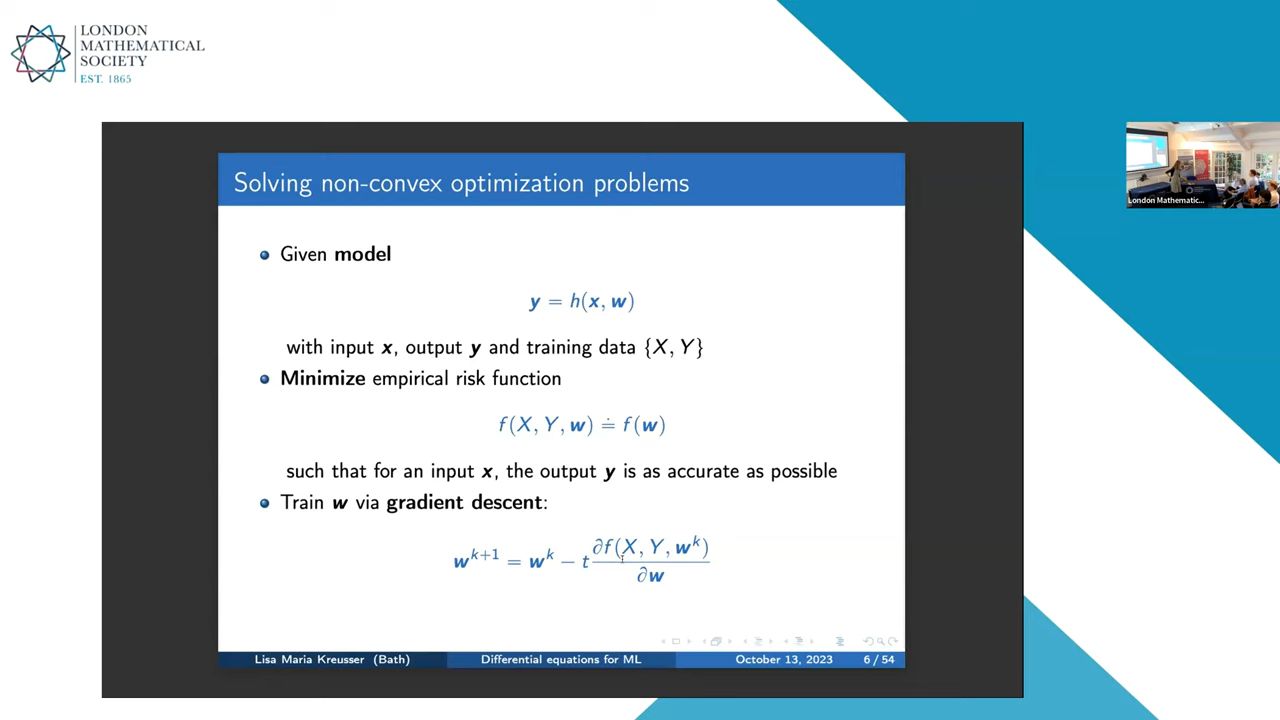 LONDON
MATHEMATICAL
SOCIETY
EST. 1865
Solving non-convex optimization problems
Given model
y = h(x, w)
with input x, output y and training data {X, Y}
Minimize empirical risk function
f(X, Y, w) ≐ f(w)
such that for an input x, the output y is as accurate as possible
Train w via gradient descent:
w^{k+1} = w^k − t ∂f(X, Y, w^k) / ∂w
Lisa Maria Kreusser (Bath) Differential equations for ML October 13, 2023 6 / 54
London Mathematic...